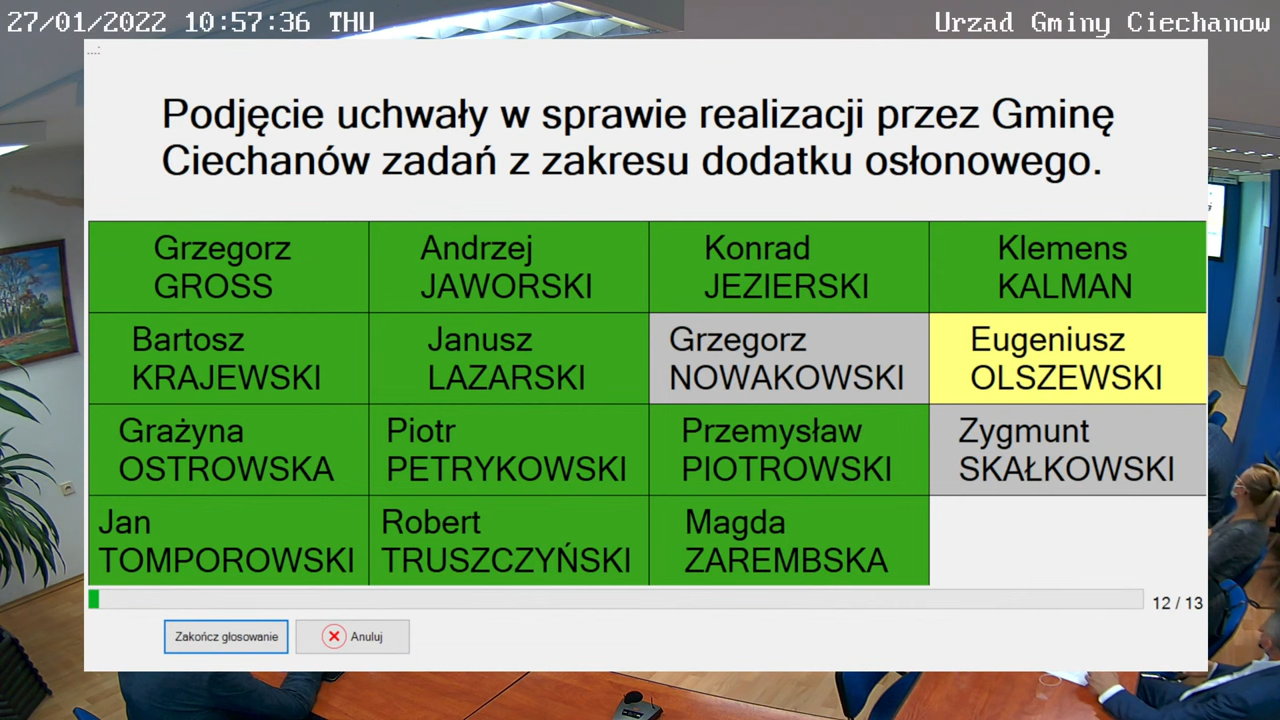 27/01/2022 10:57:36 THU
Urzad Gminy Ciechanow
Podjęcie uchwały w sprawie realizacji przez Gminę
Ciechanów zadań z zakresu dodatku osłonowego.
Grzegorz
GROSS
Andrzej
JAWORSKI
Konrad
JEZIERSKI
Klemens
KALMAN
Bartosz
KRAJEWSKI
Janusz
LAZARSKI
Grzegorz
NOWAKOWSKI
Eugeniusz
OLSZEWSKI
Grażyna
OSTROWSKA
Piotr
PETRYKOWSKI
Przemysław
PIOTROWSKI
Zygmunt
SKAŁKOWSKI
Jan
TOMPOROWSKI
Robert
TRUSZCZYŃSKI
Magda
ZAREMBSKA
12 / 13
Zakończ głosowanie
Anuluj